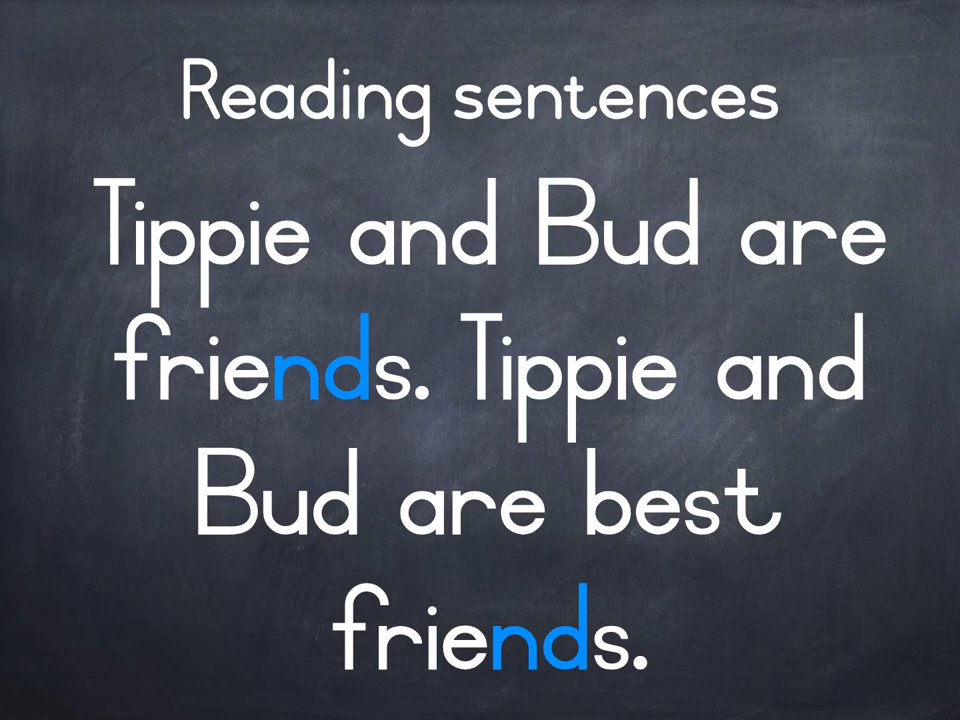 Reading sentences
Tippie and Bud are
friends. Tippie and
Bud are best
friends.